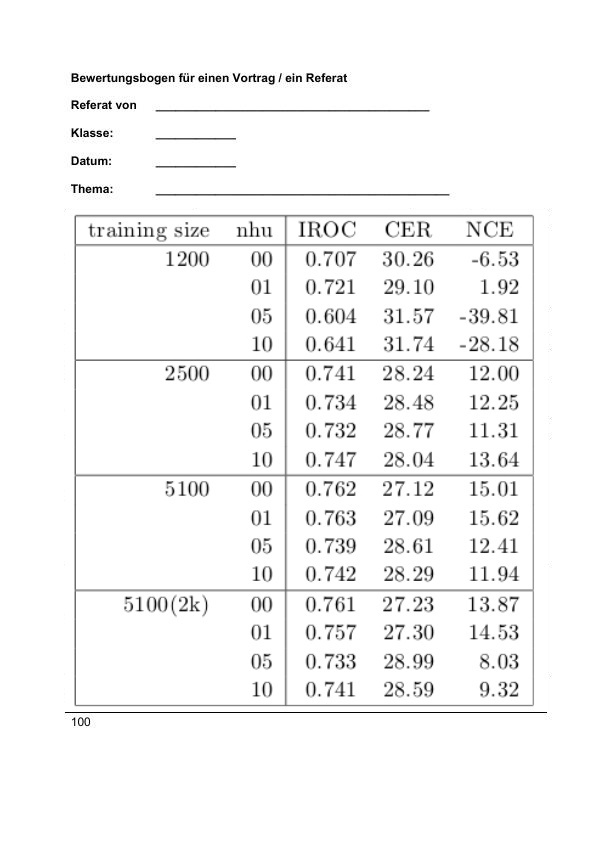 Bewertungsbogen für einen Vortrag / ein Referat
Referat von __________________________________________
Klasse: ____________
Datum: ____________
Thema: _____________________________________________
training size nhu IROC CER NCE
1200 00 0.707 30.26 -6.53
01 0.721 29.10 1.92
05 0.604 31.57 -39.81
10 0.641 31.74 -28.18
2500 00 0.741 28.24 12.00
01 0.734 28.48 12.25
05 0.732 28.77 11.31
10 0.747 28.04 13.64
5100 00 0.762 27.12 15.01
01 0.763 27.09 15.62
05 0.739 28.61 12.41
10 0.742 28.29 11.94
5100(2k) 00 0.761 27.23 13.87
01 0.757 27.30 14.53
05 0.733 28.99 8.03
10 0.741 28.59 9.32
100